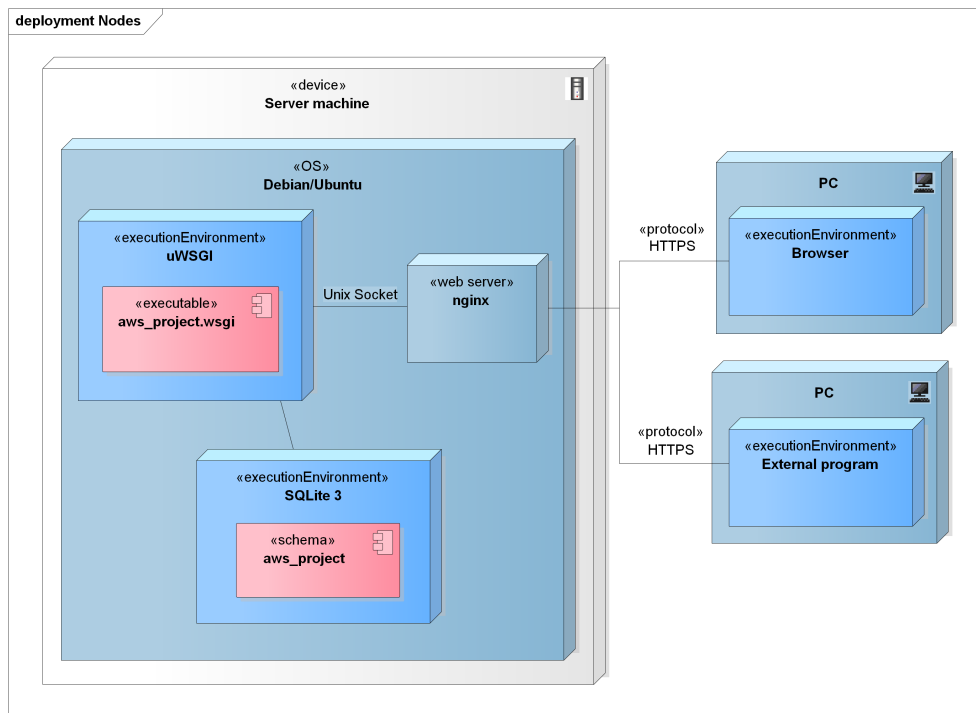 deployment Nodes
«device»
Server machine
«OS»
Debian/Ubuntu
«executionEnvironment»
uWSGI
«executable»
aws_project.wsgi
Unix Socket
«web server»
nginx
«executionEnvironment»
SQLite 3
«schema»
aws_project
«protocol»
HTTPS
PC
«executionEnvironment»
Browser
«protocol»
HTTPS
PC
«executionEnvironment»
External program